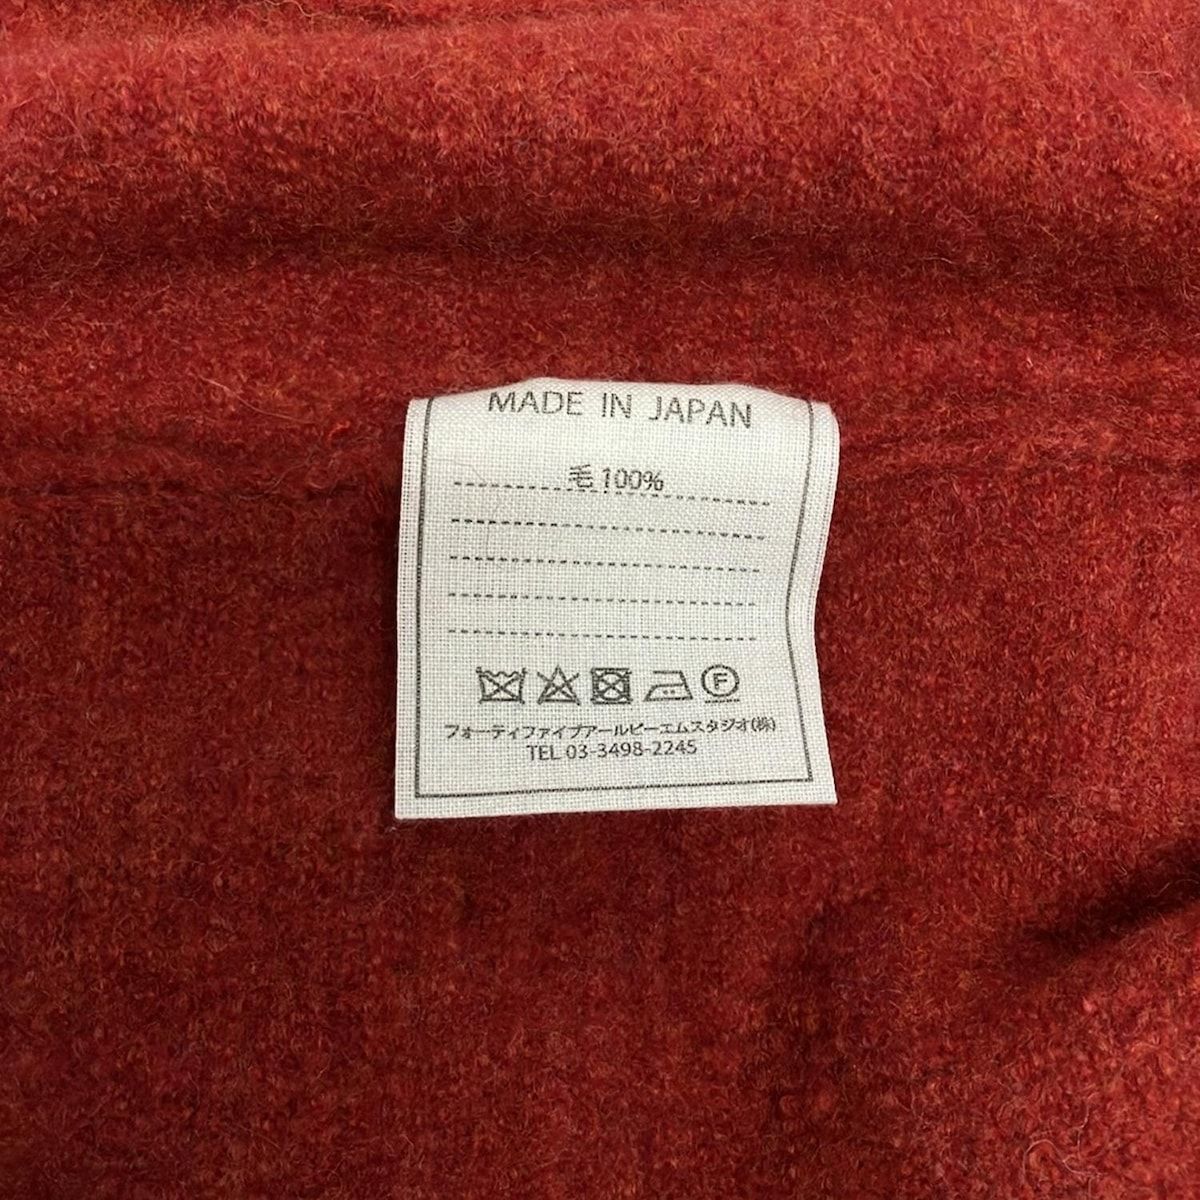 MADE IN JAPAN
毛100%
F
フォーティファイブアールピーエムスタジオ(株)
TEL 03-3498-2245